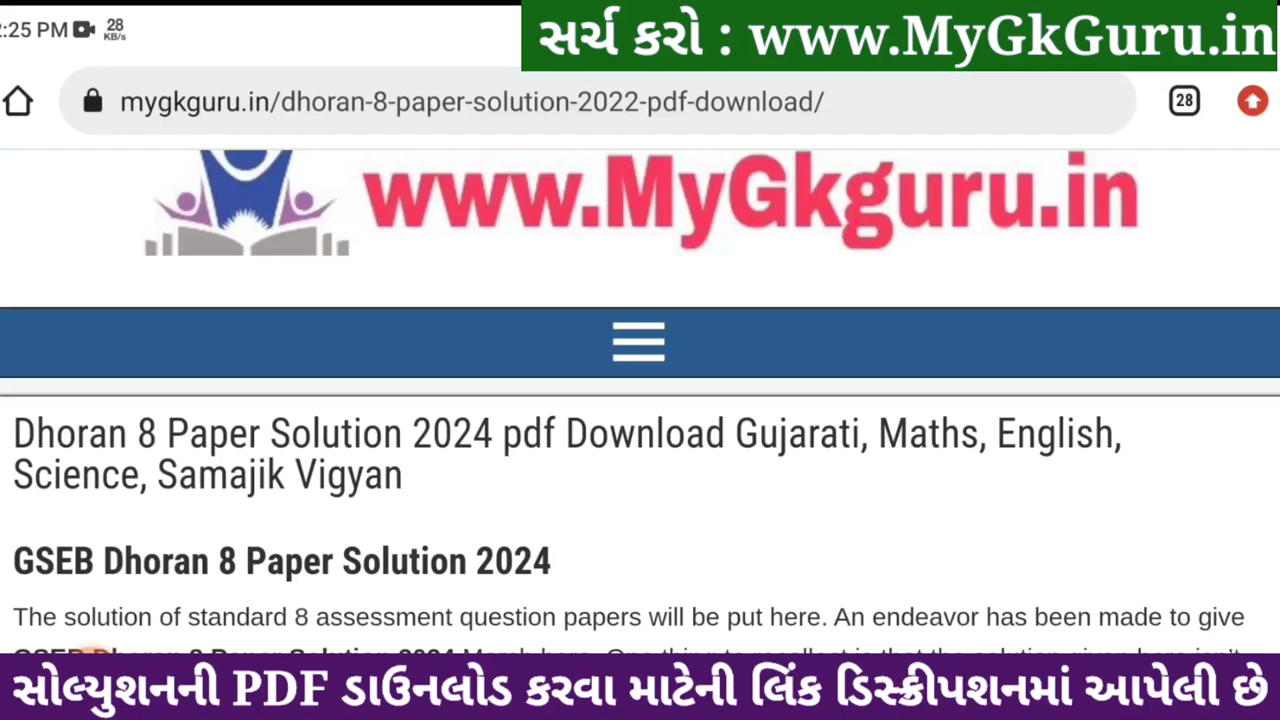 સર્ચ કરો : www.MyGkGuru.in
:25 PM 28 KB/s
mygkguru.in/dhoran-8-paper-solution-2022-pdf-download/
28
www.MyGkguru.in
Dhoran 8 Paper Solution 2024 pdf Download Gujarati, Maths, English,
Science, Samajik Vigyan
GSEB Dhoran 8 Paper Solution 2024
The solution of standard 8 assessment question papers will be put here. An endeavor has been made to give
સોલ્યુશનની PDF ડાઉનલોડ કરવા માટેની લિંક ડિસ્ક્રીપશનમાં આપેલી છે